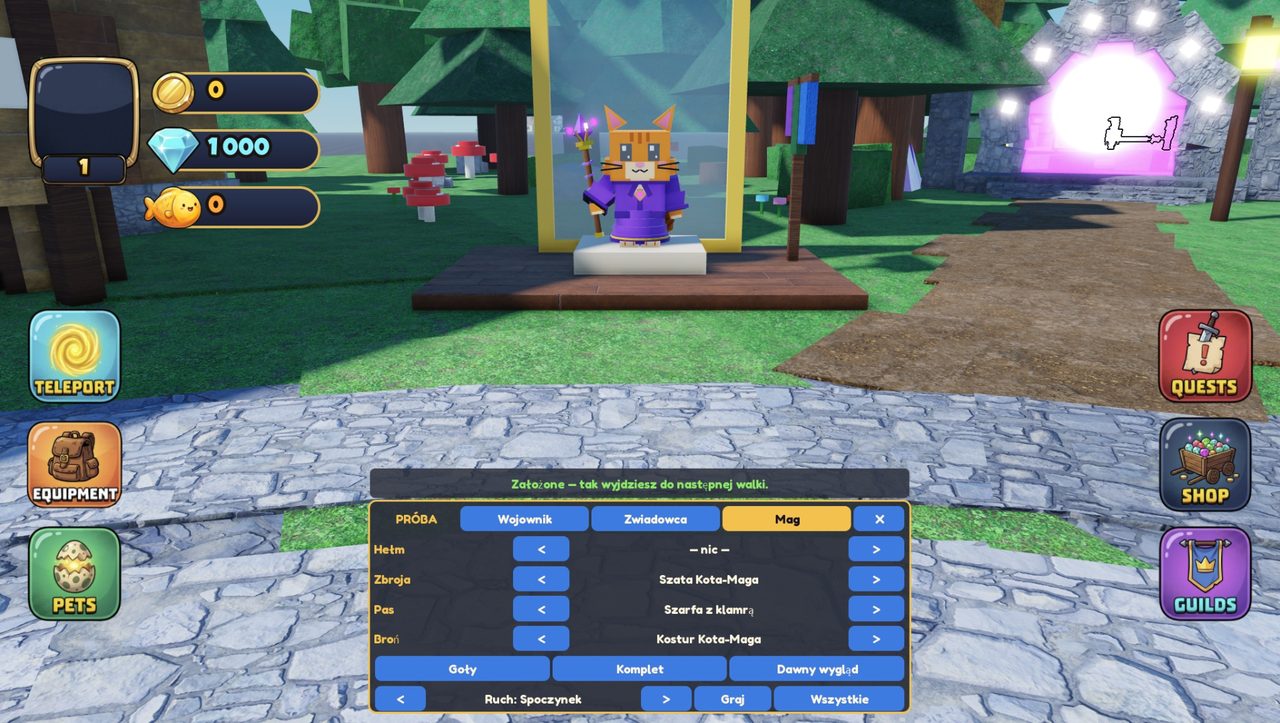 0
1000
1
0
TELEPORT
EQUIPMENT
PETS
QUESTS
SHOP
GUILDS
Założone – tak wyjdziesz do następnej walki.
PRÓBA Wojownik Zwiadowca Mag ×
Hełm < – nic – >
Zbroja < Szata Kota-Maga >
Pas < Szarfa z klamrą >
Broń < Kostur Kota-Maga >
Goły Komplet Dawny wygląd
< Ruch: Spoczynek > Graj Wszystkie